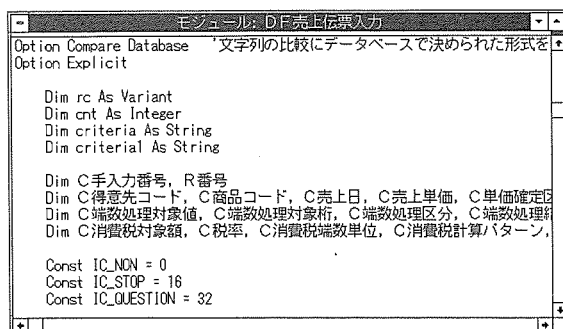 モジュール: DF売上伝票入力
Option Compare Database  '文字列の比較にデータベースで決められた形式を
Option Explicit
Dim rc As Variant
Dim cnt As Integer
Dim criteria As String
Dim criteria1 As String
Dim C手入力番号, R番号
Dim C得意先コード, C商品コード, C売上日, C売上単価, C単価確定区
Dim C端数処理対象値, C端数処理対象桁, C端数処理区分, C端数処理
Dim C消費税対象額, C税率, C消費税端数単位, C消費税計算パターン,
Const IC_NON = 0
Const IC_STOP = 16
Const IC_QUESTION = 32